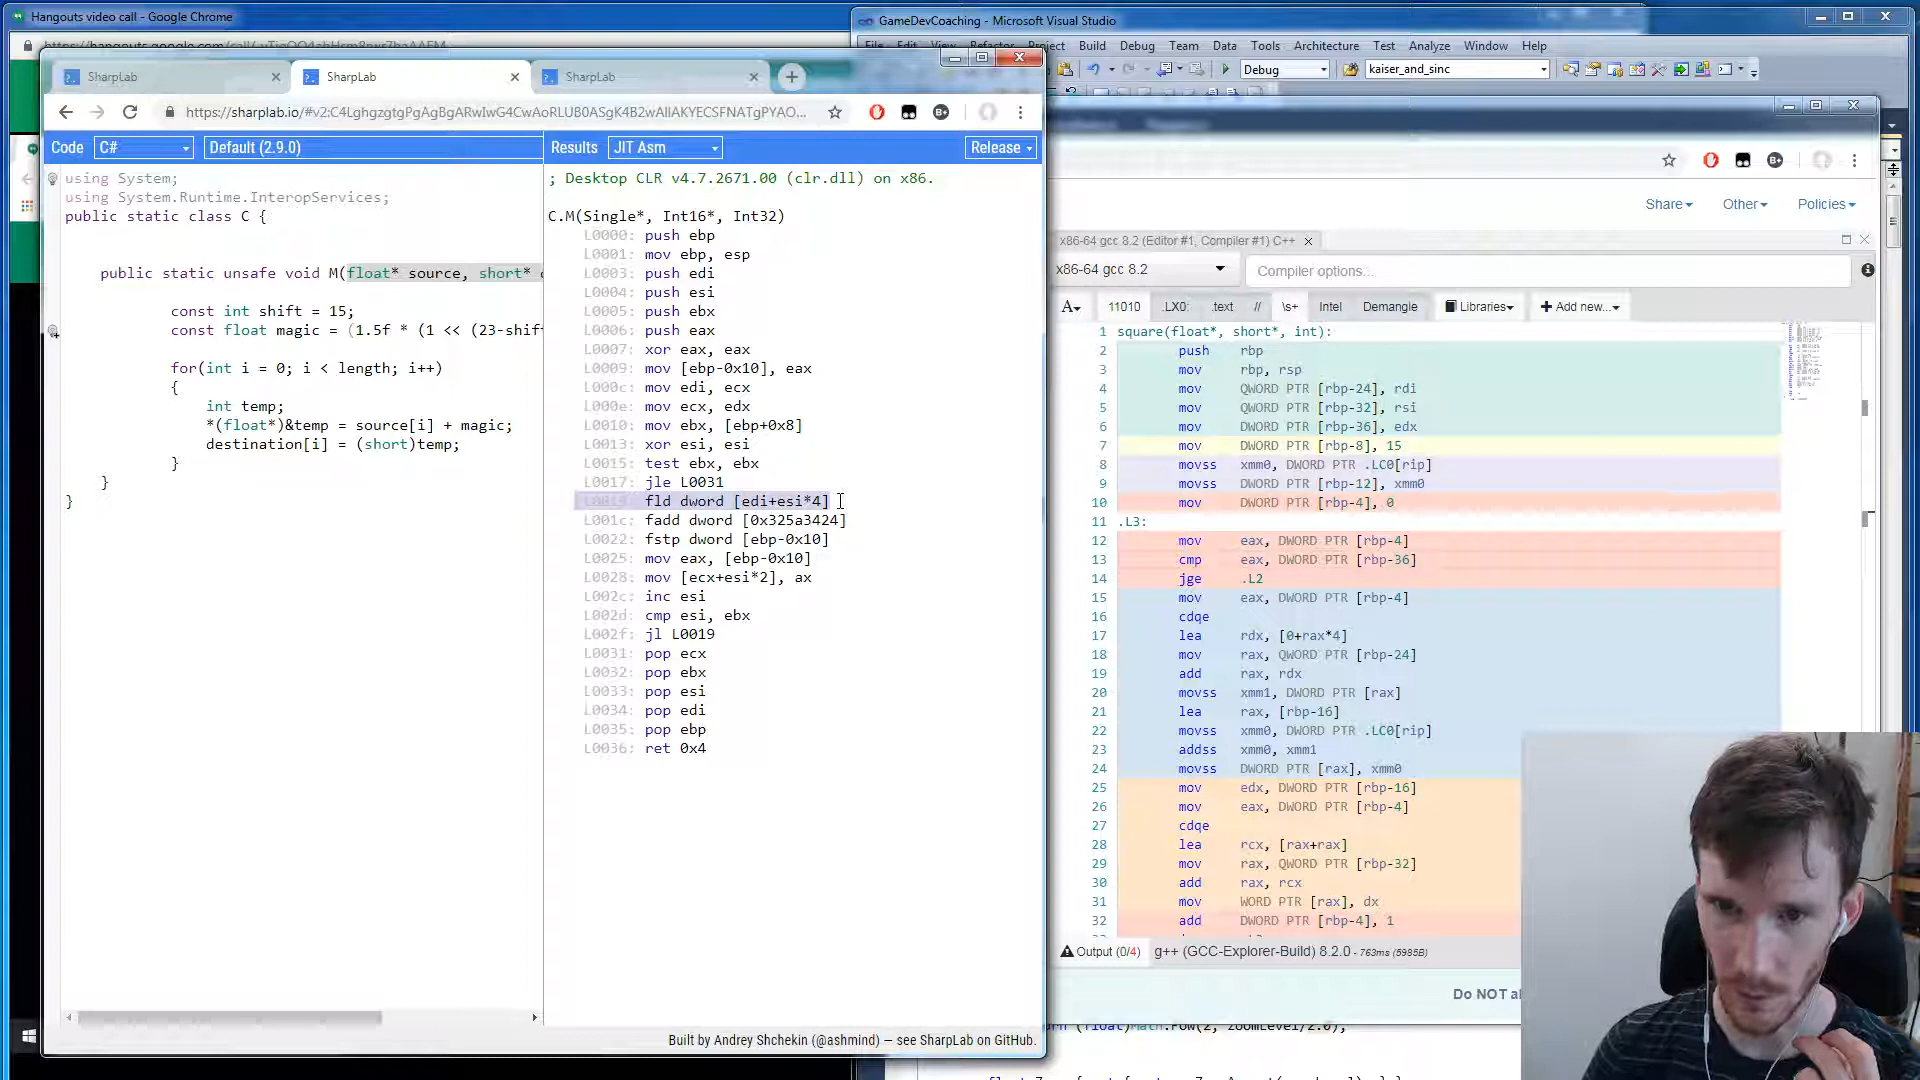 Hangouts video call - Google Chrome
GameDevCoaching - Microsoft Visual Studio
File Edit View Refactor Project Build Debug Team Data Tools Architecture Test Analyze Window Help
Debug
kaiser_and_sinc
SharpLab
SharpLab
SharpLab
https://sharplab.io/#v2:C4LghgzgtgPgAgBgARwIwG4CwAoRLUB0ASgK4B2wAlIAKYECSFNATgPYAO...
Code
C#
Default (2.9.0)
Results
JIT Asm
Release
using System;
using System.Runtime.InteropServices;
public static class C {
public static unsafe void M(float* source, short*
const int shift = 15;
const float magic = (1.5f * (1 << (23-shift
for(int i = 0; i < length; i++)
{
int temp;
*(float*)&temp = source[i] + magic;
destination[i] = (short)temp;
}
}
}
; Desktop CLR v4.7.2671.00 (clr.dll) on x86.
C.M(Single*, Int16*, Int32)
L0000: push ebp
L0001: mov ebp, esp
L0003: push edi
L0004: push esi
L0005: push ebx
L0006: push eax
L0007: xor eax, eax
L0009: mov [ebp-0x10], eax
L000c: mov edi, ecx
L000e: mov ecx, edx
L0010: mov ebx, [ebp+0x8]
L0013: xor esi, esi
L0015: test ebx, ebx
L0017: jle L0031
L0019: fld dword [edi+esi*4]
L001c: fadd dword [0x325a3424]
L0022: fstp dword [ebp-0x10]
L0025: mov eax, [ebp-0x10]
L0028: mov [ecx+esi*2], ax
L002c: inc esi
L002d: cmp esi, ebx
L002f: jl L0019
L0031: pop ecx
L0032: pop ebx
L0033: pop esi
L0034: pop edi
L0035: pop ebp
L0036: ret 0x4
Built by Andrey Shchekin (@ashmind) — see SharpLab on GitHub.
Share Other Policies
x86-64 gcc 8.2 (Editor #1, Compiler #1) C++
x86-64 gcc 8.2
Compiler options...
A 11010 .LX0: .text // \s+ Intel Demangle Libraries + Add new...
1 square(float*, short*, int):
2 push rbp
3 mov rbp, rsp
4 mov QWORD PTR [rbp-24], rdi
5 mov QWORD PTR [rbp-32], rsi
6 mov DWORD PTR [rbp-36], edx
7 mov DWORD PTR [rbp-8], 15
8 movss xmm0, DWORD PTR .LC0[rip]
9 movss DWORD PTR [rbp-12], xmm0
10 mov DWORD PTR [rbp-4], 0
11 .L3:
12 mov eax, DWORD PTR [rbp-4]
13 cmp eax, DWORD PTR [rbp-36]
14 jge .L2
15 mov eax, DWORD PTR [rbp-4]
16 cdqe
17 lea rdx, [0+rax*4]
18 mov rax, QWORD PTR [rbp-24]
19 add rax, rdx
20 movss xmm1, DWORD PTR [rax]
21 lea rax, [rbp-16]
22 movss xmm0, DWORD PTR .LC0[rip]
23 addss xmm0, xmm1
24 movss DWORD PTR [rax], xmm0
25 mov edx, DWORD PTR [rbp-16]
26 mov eax, DWORD PTR [rbp-4]
27 cdqe
28 lea rcx, [rax+rax]
29 mov rax, QWORD PTR [rbp-32]
30 add rax, rcx
31 mov WORD PTR [rax], dx
32 add DWORD PTR [rbp-4], 1
Output (0/4) g++ (GCC-Explorer-Build) 8.2.0 - 763ms (5985B)
Do NOT
(float)Math.Pow(2, zoomLevel/2.0);